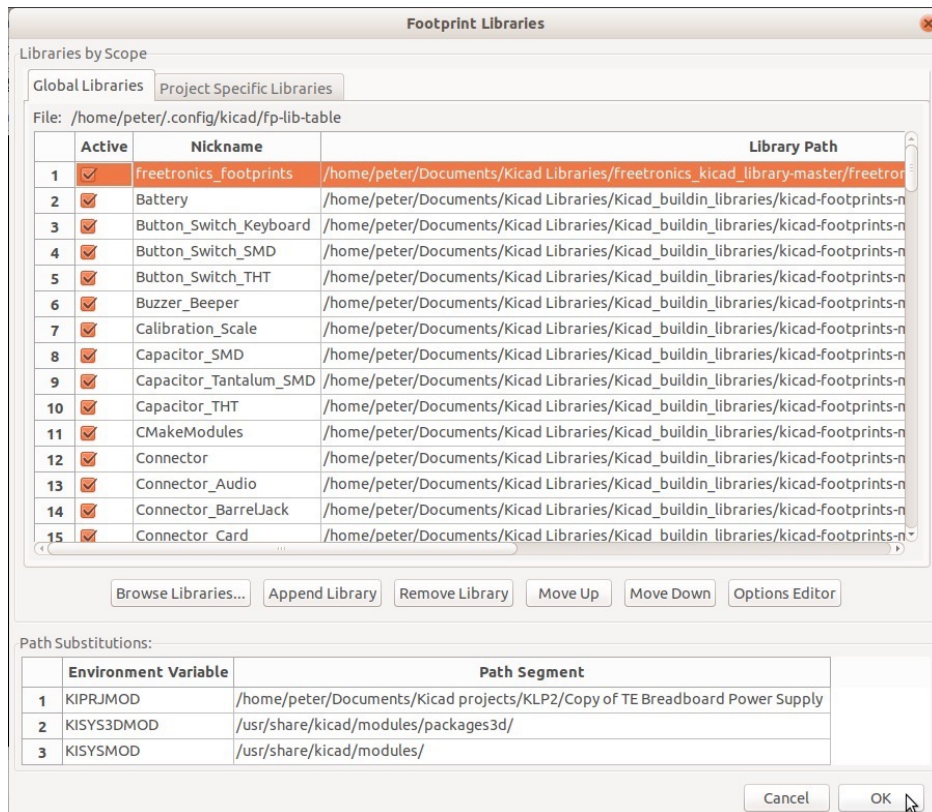 Footprint Libraries
Libraries by Scope
Global Libraries Project Specific Libraries
File: /home/peter/.config/kicad/fp-lib-table
Active Nickname Library Path
1 freetronics_footprints /home/peter/Documents/Kicad Libraries/freetronics_kicad_library-master/freetron
2 Battery /home/peter/Documents/Kicad Libraries/Kicad_buildin_libraries/kicad-footprints-m
3 Button_Switch_Keyboard /home/peter/Documents/Kicad Libraries/Kicad_buildin_libraries/kicad-footprints-m
4 Button_Switch_SMD /home/peter/Documents/Kicad Libraries/Kicad_buildin_libraries/kicad-footprints-m
5 Button_Switch_THT /home/peter/Documents/Kicad Libraries/Kicad_buildin_libraries/kicad-footprints-m
6 Buzzer_Beeper /home/peter/Documents/Kicad Libraries/Kicad_buildin_libraries/kicad-footprints-m
7 Calibration_Scale /home/peter/Documents/Kicad Libraries/Kicad_buildin_libraries/kicad-footprints-m
8 Capacitor_SMD /home/peter/Documents/Kicad Libraries/Kicad_buildin_libraries/kicad-footprints-m
9 Capacitor_Tantalum_SMD /home/peter/Documents/Kicad Libraries/Kicad_buildin_libraries/kicad-footprints-m
10 Capacitor_THT /home/peter/Documents/Kicad Libraries/Kicad_buildin_libraries/kicad-footprints-m
11 CMakeModules /home/peter/Documents/Kicad Libraries/Kicad_buildin_libraries/kicad-footprints-m
12 Connector /home/peter/Documents/Kicad Libraries/Kicad_buildin_libraries/kicad-footprints-m
13 Connector_Audio /home/peter/Documents/Kicad Libraries/Kicad_buildin_libraries/kicad-footprints-m
14 Connector_BarrelJack /home/peter/Documents/Kicad Libraries/Kicad_buildin_libraries/kicad-footprints-m
15 Connector_Card /home/peter/Documents/Kicad Libraries/Kicad_buildin_libraries/kicad-footprints-m
Browse Libraries... Append Library Remove Library Move Up Move Down Options Editor
Path Substitutions:
Environment Variable Path Segment
1 KIPRJMOD /home/peter/Documents/Kicad projects/KLP2/Copy of TE Breadboard Power Supply
2 KISYS3DMOD /usr/share/kicad/modules/packages3d/
3 KISYSMOD /usr/share/kicad/modules/
Cancel OK